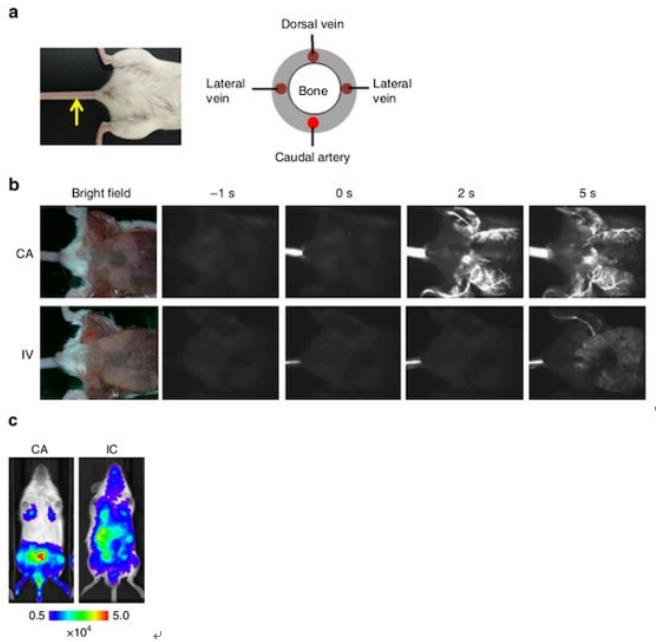 a
Dorsal vein
Lateral
vein
Bone
Lateral
vein
Caudal artery
b
Bright field
−1 s
0 s
2 s
5 s
CA
IV
c
CA
IC
0.5
5.0
×10⁴